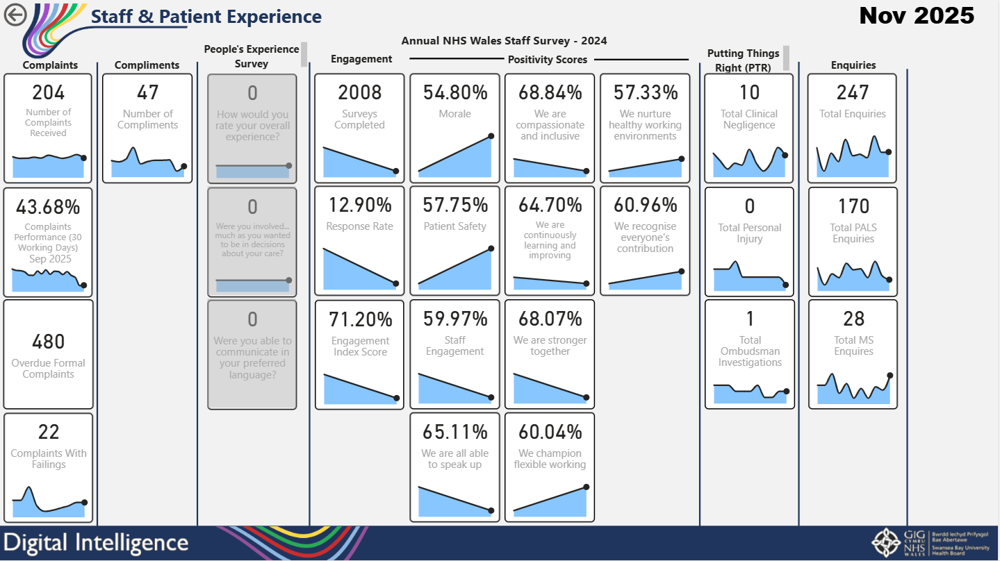 Staff & Patient Experience
Nov 2025
Annual NHS Wales Staff Survey - 2024
Complaints
Compliments
People's Experience
Survey
Engagement
Positivity Scores
Putting Things
Right (PTR)
Enquiries
204
Number of
Complaints
Received
43.68%
Complaints
Performance (30
Working Days)
Sep 2025
480
Overdue Formal
Complaints
22
Complaints With
Failings
47
Number of
Compliments
0
How would you
rate your overall
experience?
0
Were you involved...
much as you wanted
to be in decisions
about your care?
0
Were you able to
communicate in
your preferred
language?
2008
Surveys
Completed
12.90%
Response Rate
71.20%
Engagement
Index Score
54.80%
Morale
57.75%
Patient Safety
59.97%
Staff
Engagement
65.11%
We are all able
to speak up
68.84%
We are
compassionate
and inclusive
64.70%
We are
continuously
learning and
improving
68.07%
We are stronger
together
60.04%
We champion
flexible working
57.33%
We nurture
healthy working
environments
60.96%
We recognise
everyone's
contribution
10
Total Clinical
Negligence
0
Total Personal
Injury
1
Total
Ombudsman
Investigations
247
Total Enquiries
170
Total PALS
Enquiries
28
Total MS
Enquires
Digital Intelligence
GIG
CYMRU
NHS
WALES
Bwrdd Iechyd Prifysgol
Bae Abertawe
Swansea Bay University
Health Board